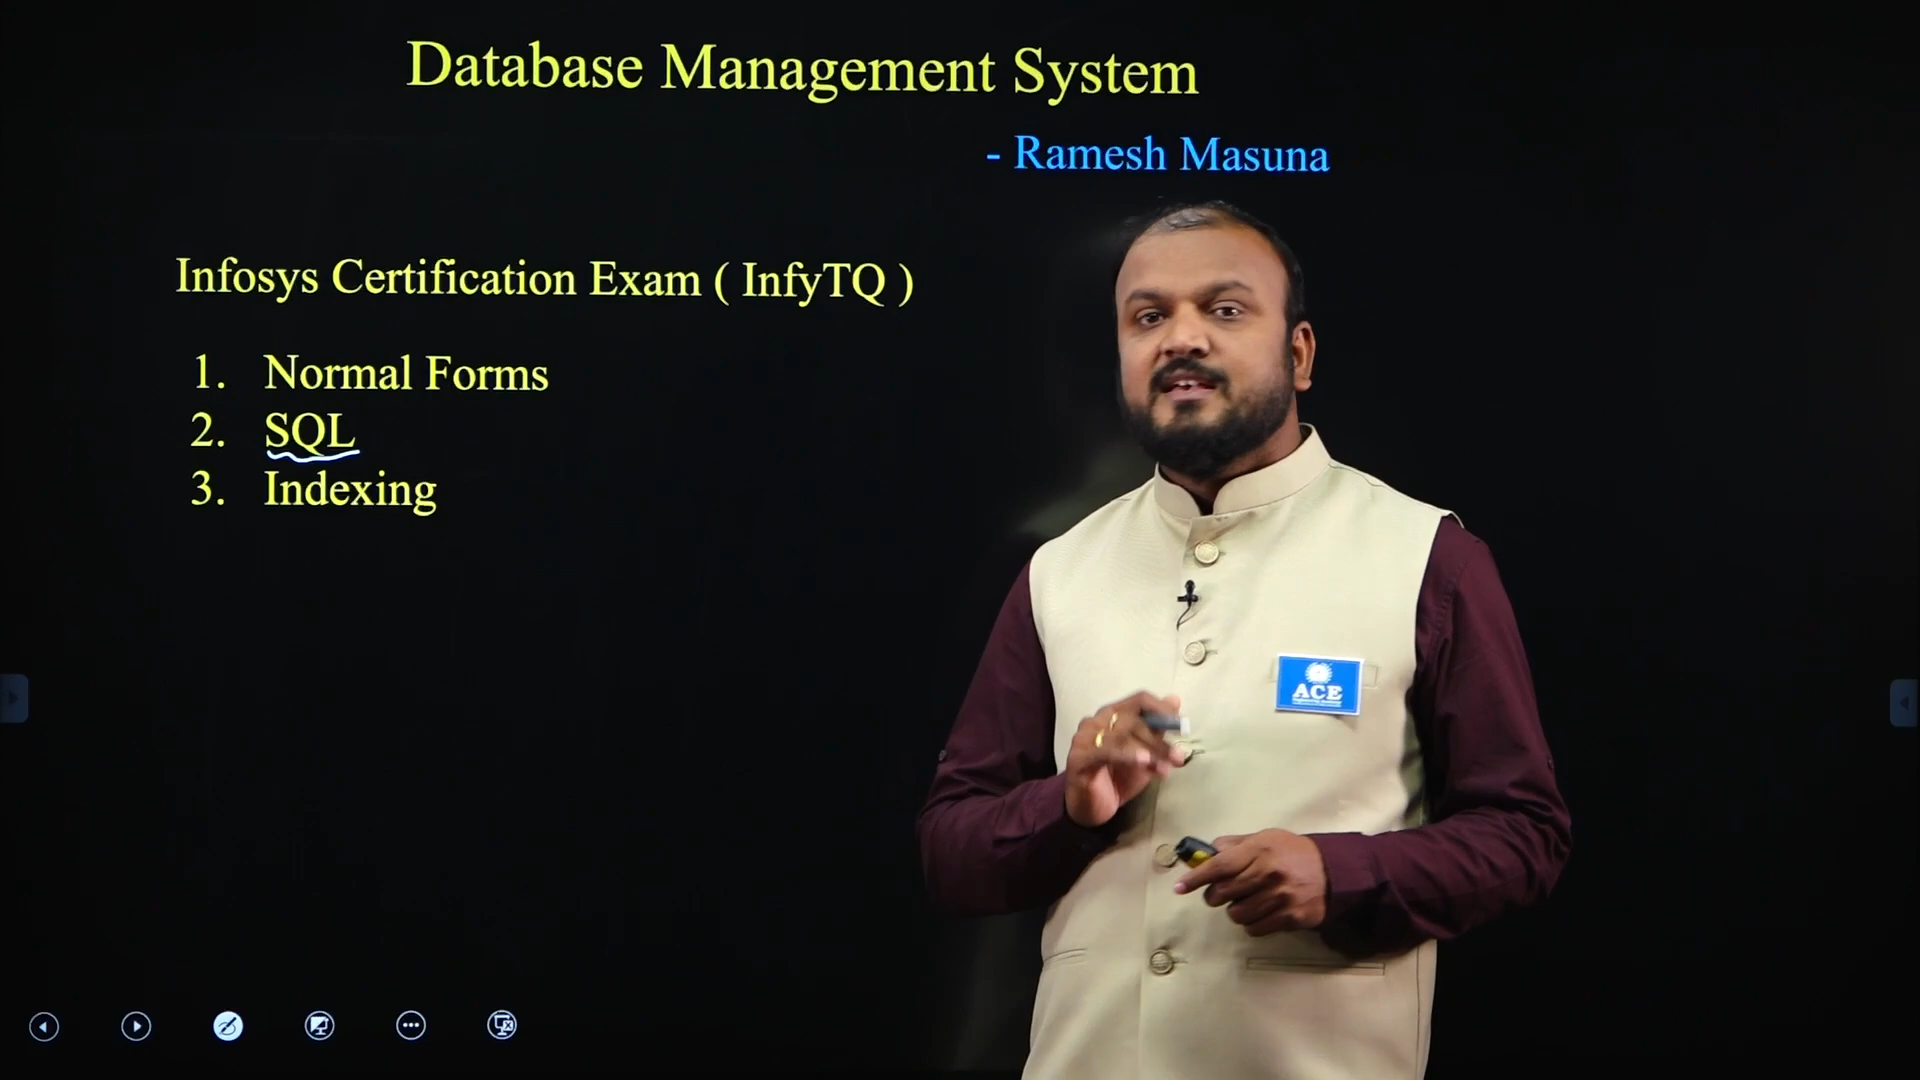 Database Management System
- Ramesh Masuna
Infosys Certification Exam ( InfyTQ )
1. Normal Forms
2. SQL
3. Indexing
ACE